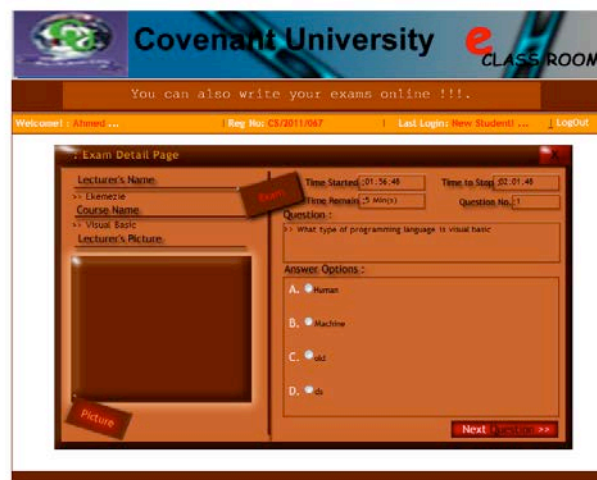 Covenant University e CLASS ROOM
You can also write your exams online !!!.
Welcome! : Ahmed ... | Reg No: CS/2011/067 | Last Login: New Student! ... | LogOut
: Exam Detail Page X
Lecturer's Name
>> Ekemezie
Course Name
>> Visual Basic
Lecturer's Picture
Picture
Exam
Time Started :01:56:48 Time to Stop :02:01:48
Time Remain :5 Min(s) Question No. :1
Question :
>> What type of programming language is visual basic
Answer Options :
A. Human
B. Machine
C. old
D. ds
Next Question >>